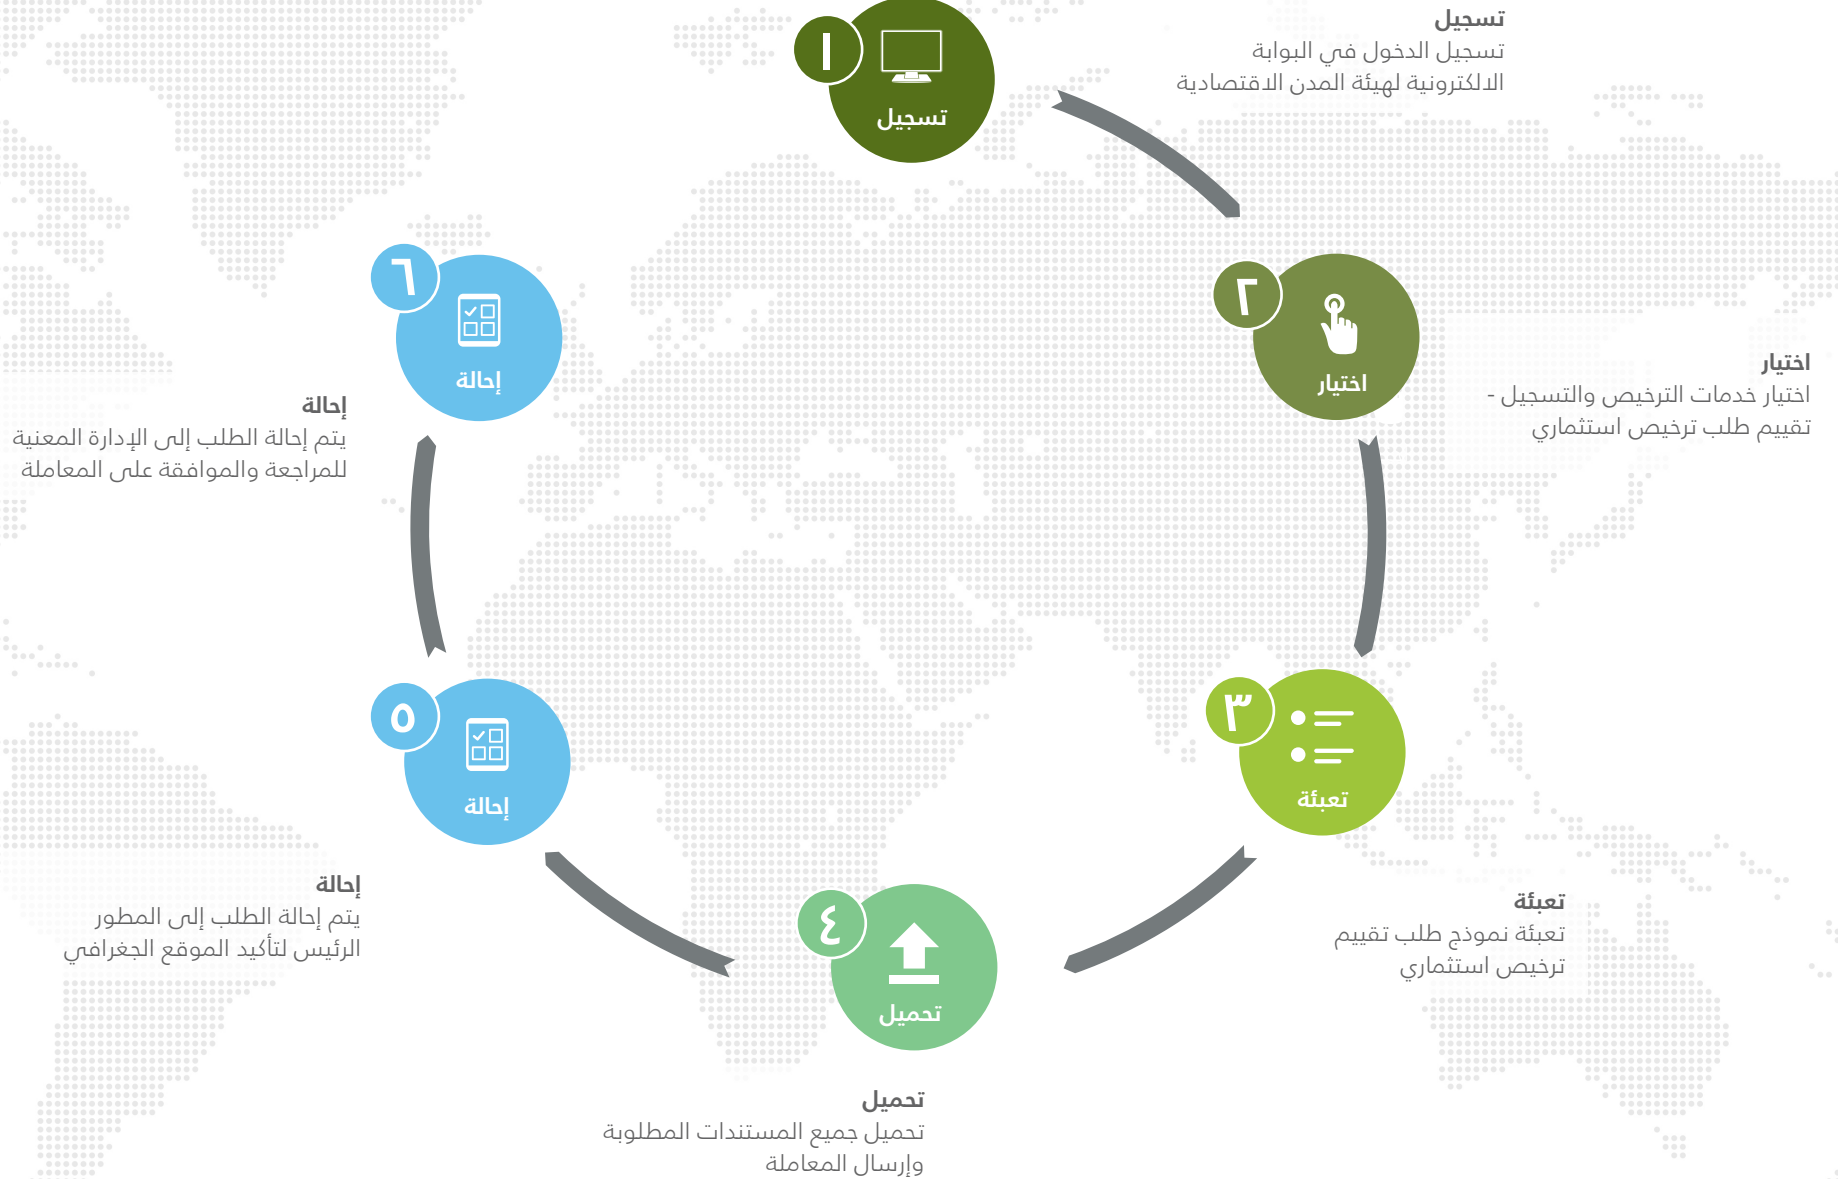 ١
تسجيل
تسجيل
تسجيل الدخول في البوابة
الالكترونية لهيئة المدن الاقتصادية
٢
اختيار
اختيار
اختيار خدمات الترخيص والتسجيل -
تقييم طلب ترخيص استثماري
٣
تعبئة
تعبئة
تعبئة نموذج طلب تقييم
ترخيص استثماري
٤
تحميل
تحميل
تحميل جميع المستندات المطلوبة
وإرسال المعاملة
٥
إحالة
إحالة
يتم إحالة الطلب إلى المطور
الرئيس لتأكيد الموقع الجغرافي
٦
إحالة
إحالة
يتم إحالة الطلب إلى الإدارة المعنية
للمراجعة والموافقة على المعاملة